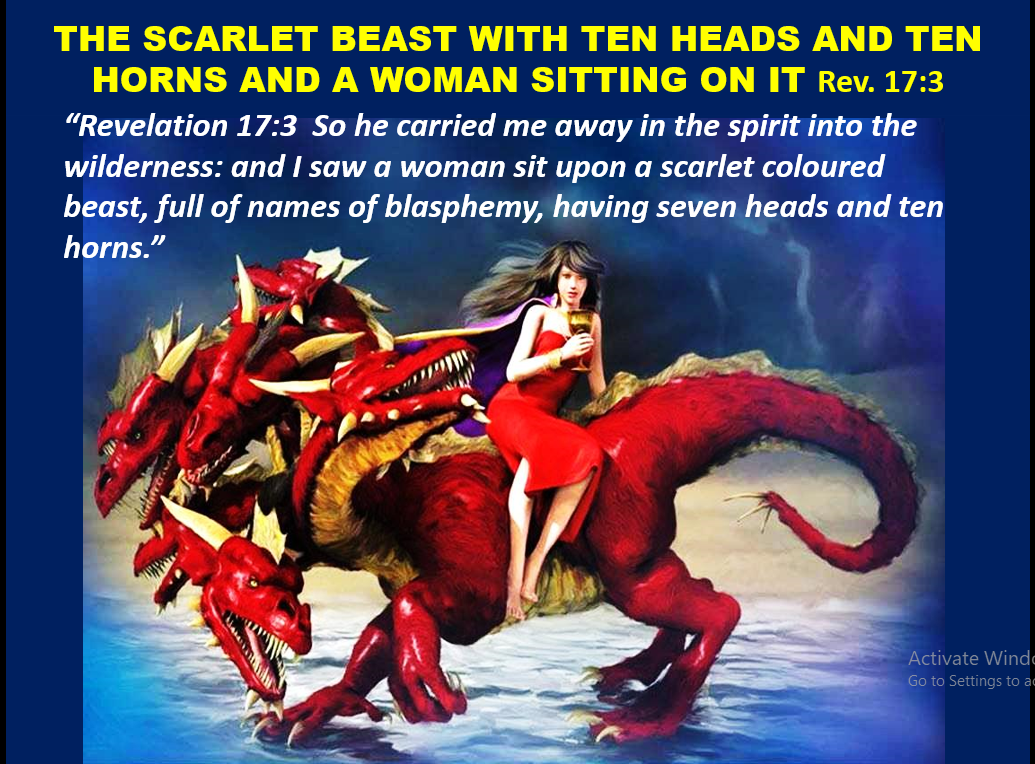 THE SCARLET BEAST WITH TEN HEADS AND TEN
HORNS AND A WOMAN SITTING ON IT Rev. 17:3
“Revelation 17:3 So he carried me away in the spirit into the
wilderness: and I saw a woman sit upon a scarlet coloured
beast, full of names of blasphemy, having seven heads and ten
horns.”
Activate Windo
Go to Settings to a